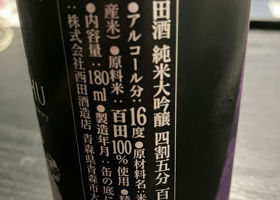 田酒 純米大吟醸 四割五分 百
●アルコール分:16度●原材料名:米
産米)●原料米:百田100%使用●精
●内容量:180ml●製造年月:缶の底に
●株式会社西田酒造店 青森県青森市大
HU